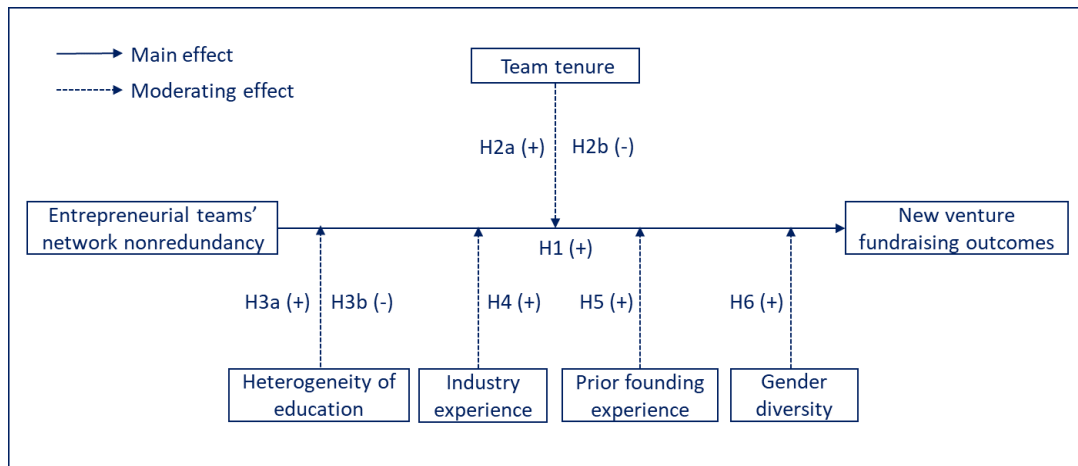 Main effect
Moderating effect
Team tenure
H2a (+) H2b (-)
Entrepreneurial teams’
network nonredundancy
New venture
fundraising outcomes
H1 (+)
H3a (+) H3b (-) H4 (+) H5 (+) H6 (+)
Heterogeneity of
education
Industry
experience
Prior founding
experience
Gender
diversity